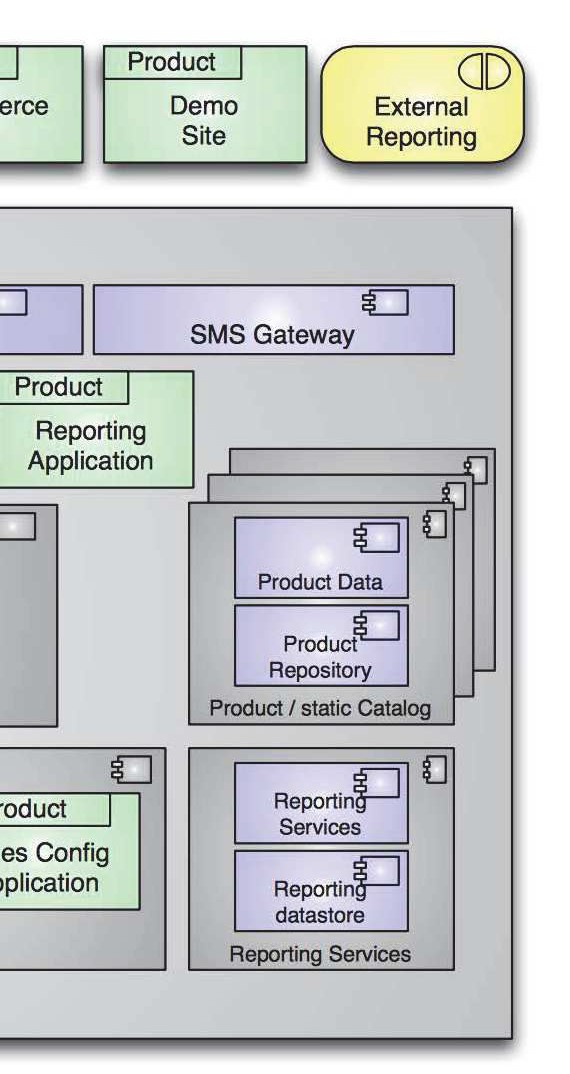 Product
erce
Demo
Site
External
Reporting
SMS Gateway
Product
Reporting
Application
Product Data
Product
Repository
Product / static Catalog
roduct
es Config
pplication
Reporting
Services
Reporting
datastore
Reporting Services